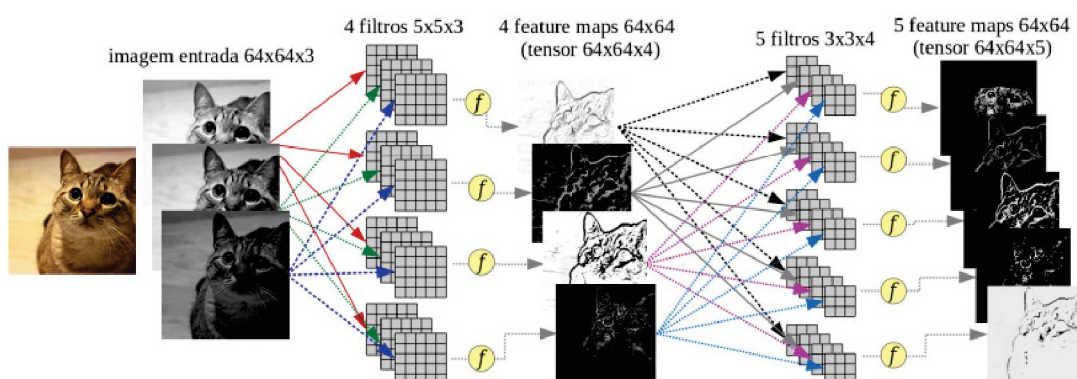 imagem entrada 64x64x3
4 filtros 5x5x3
4 feature maps 64x64
(tensor 64x64x4)
5 filtros 3x3x4
5 feature maps 64x64
(tensor 64x64x5)
f
f
f
f
f
f
f
f
f